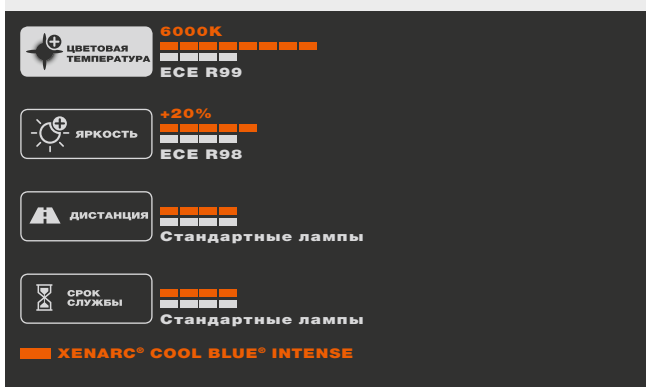 6000K
ЦВЕТОВАЯ
ТЕМПЕРАТУРА
ECE R99
+20%
ЯРКОСТЬ
ECE R98
ДИСТАНЦИЯ
Стандартные лампы
СРОК
СЛУЖБЫ
Стандартные лампы
XENARC® COOL BLUE® INTENSE